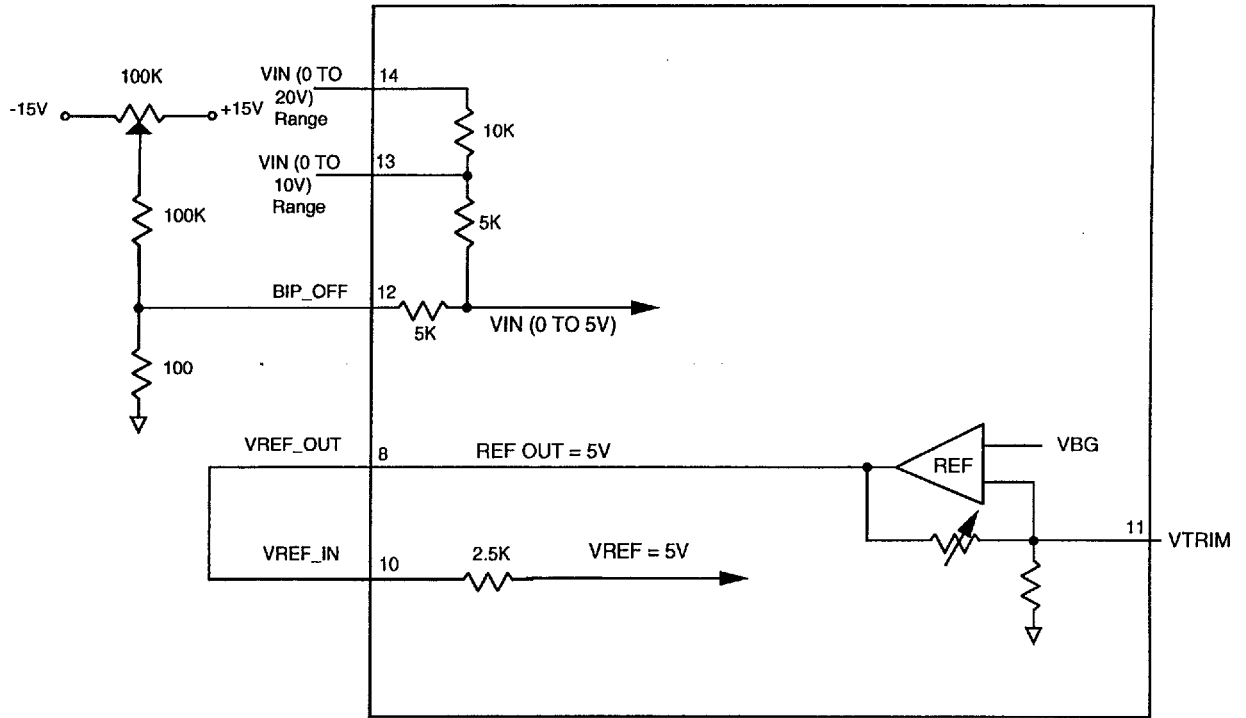 100K
-15V
+15V
VIN (0 TO
20V)
Range
14
10K
VIN (0 TO
10V)
Range
13
100K
5K
BIP_OFF
12
5K
VIN (0 TO 5V)
100
VREF_OUT
8
REF OUT = 5V
REF
VBG
11
VTRIM
VREF_IN
10
2.5K
VREF = 5V